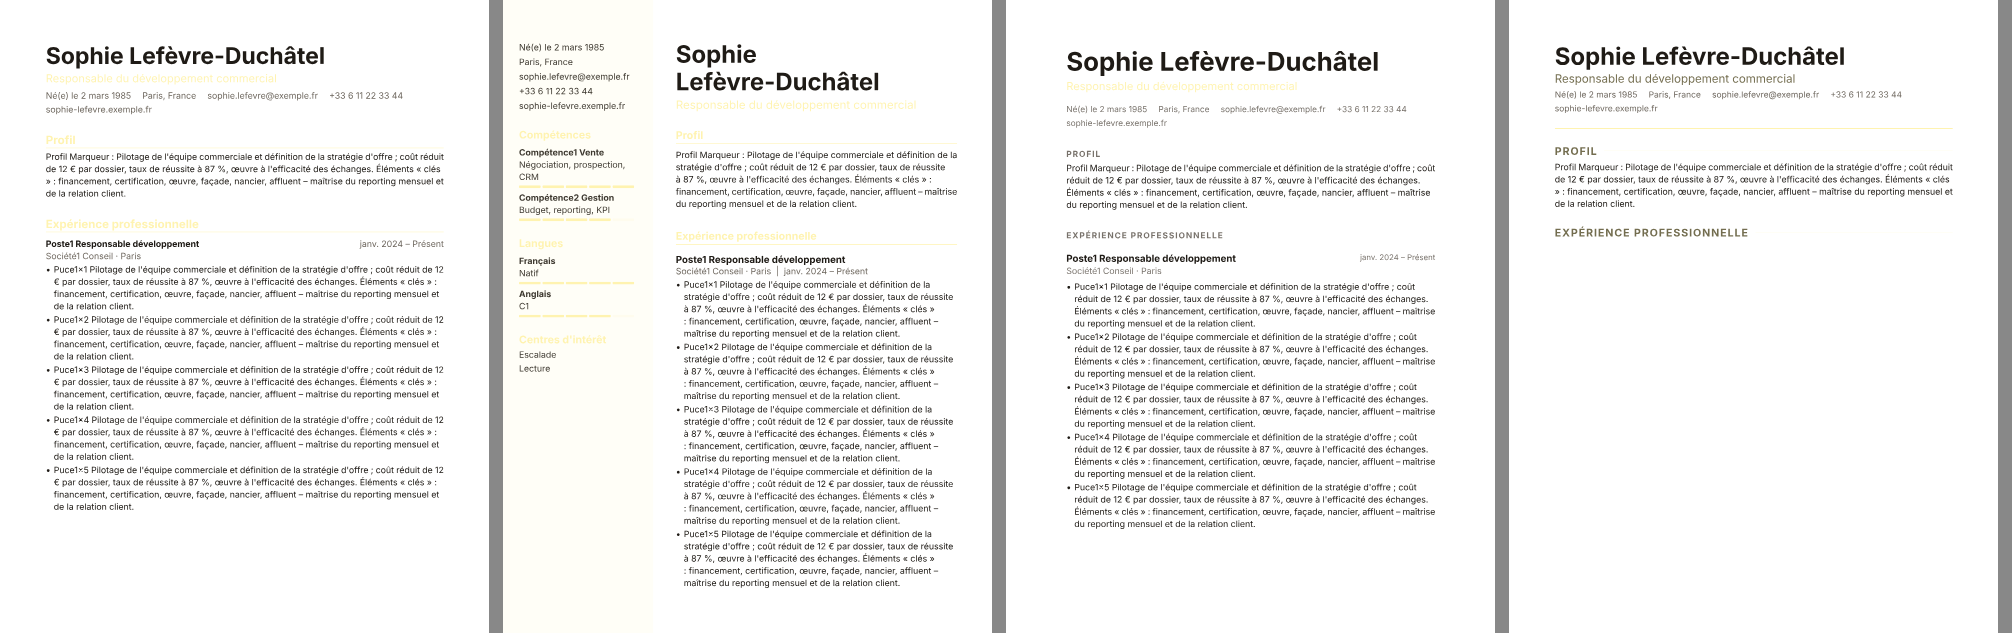 Sophie Lefèvre-Duchâtel
Responsable du développement commercial
Né(e) le 2 mars 1985 Paris, France sophie.lefevre@exemple.fr +33 6 11 22 33 44
sophie-lefevre.exemple.fr
Profil
Profil Marqueur : Pilotage de l'équipe commerciale et définition de la stratégie d'offre ; coût réduit
de 12 € par dossier, taux de réussite à 87 %, œuvre à l'efficacité des échanges. Éléments « clés
» : financement, certification, œuvre, façade, nancier, affluent – maîtrise du reporting mensuel et
de la relation client.
Expérience professionnelle
Poste1 Responsable développement janv. 2024 – Présent
Société1 Conseil · Paris
• Puce1×1 Pilotage de l'équipe commerciale et définition de la stratégie d'offre ; coût réduit de 12
€ par dossier, taux de réussite à 87 %, œuvre à l'efficacité des échanges. Éléments « clés » :
financement, certification, œuvre, façade, nancier, affluent – maîtrise du reporting mensuel et
de la relation client.
• Puce1×2 Pilotage de l'équipe commerciale et définition de la stratégie d'offre ; coût réduit de 12
€ par dossier, taux de réussite à 87 %, œuvre à l'efficacité des échanges. Éléments « clés » :
financement, certification, œuvre, façade, nancier, affluent – maîtrise du reporting mensuel et
de la relation client.
• Puce1×3 Pilotage de l'équipe commerciale et définition de la stratégie d'offre ; coût réduit de 12
€ par dossier, taux de réussite à 87 %, œuvre à l'efficacité des échanges. Éléments « clés » :
financement, certification, œuvre, façade, nancier, affluent – maîtrise du reporting mensuel et
de la relation client.
• Puce1×4 Pilotage de l'équipe commerciale et définition de la stratégie d'offre ; coût réduit de 12
€ par dossier, taux de réussite à 87 %, œuvre à l'efficacité des échanges. Éléments « clés » :
financement, certification, œuvre, façade, nancier, affluent – maîtrise du reporting mensuel et
de la relation client.
• Puce1×5 Pilotage de l'équipe commerciale et définition de la stratégie d'offre ; coût réduit de 12
€ par dossier, taux de réussite à 87 %, œuvre à l'efficacité des échanges. Éléments « clés » :
financement, certification, œuvre, façade, nancier, affluent – maîtrise du reporting mensuel et
de la relation client.
Né(e) le 2 mars 1985
Paris, France
sophie.lefevre@exemple.fr
+33 6 11 22 33 44
sophie-lefevre.exemple.fr
Compétences
Compétence1 Vente
Négociation, prospection,
CRM
Compétence2 Gestion
Budget, reporting, KPI
Langues
Français
Natif
Anglais
C1
Centres d'intérêt
Escalade
Lecture
Sophie
Lefèvre-Duchâtel
Responsable du développement commercial
Profil
Profil Marqueur : Pilotage de l'équipe commerciale et définition de la
stratégie d'offre ; coût réduit de 12 € par dossier, taux de réussite
à 87 %, œuvre à l'efficacité des échanges. Éléments « clés » :
financement, certification, œuvre, façade, nancier, affluent – maîtrise
du reporting mensuel et de la relation client.
Expérience professionnelle
Poste1 Responsable développement
Société1 Conseil · Paris | janv. 2024 – Présent
• Puce1×1 Pilotage de l'équipe commerciale et définition de la
stratégie d'offre ; coût réduit de 12 € par dossier, taux de réussite
à 87 %, œuvre à l'efficacité des échanges. Éléments « clés »
: financement, certification, œuvre, façade, nancier, affluent –
maîtrise du reporting mensuel et de la relation client.
• Puce1×2 Pilotage de l'équipe commerciale et définition de la
stratégie d'offre ; coût réduit de 12 € par dossier, taux de réussite
à 87 %, œuvre à l'efficacité des échanges. Éléments « clés »
: financement, certification, œuvre, façade, nancier, affluent –
maîtrise du reporting mensuel et de la relation client.
• Puce1×3 Pilotage de l'équipe commerciale et définition de la
stratégie d'offre ; coût réduit de 12 € par dossier, taux de réussite
à 87 %, œuvre à l'efficacité des échanges. Éléments « clés »
: financement, certification, œuvre, façade, nancier, affluent –
maîtrise du reporting mensuel et de la relation client.
• Puce1×4 Pilotage de l'équipe commerciale et définition de la
stratégie d'offre ; coût réduit de 12 € par dossier, taux de réussite
à 87 %, œuvre à l'efficacité des échanges. Éléments « clés »
: financement, certification, œuvre, façade, nancier, affluent –
maîtrise du reporting mensuel et de la relation client.
• Puce1×5 Pilotage de l'équipe commerciale et définition de la
stratégie d'offre ; coût réduit de 12 € par dossier, taux de réussite
à 87 %, œuvre à l'efficacité des échanges. Éléments « clés »
: financement, certification, œuvre, façade, nancier, affluent –
maîtrise du reporting mensuel et de la relation client.
Sophie Lefèvre-Duchâtel
Responsable du développement commercial
Né(e) le 2 mars 1985 Paris, France sophie.lefevre@exemple.fr +33 6 11 22 33 44
sophie-lefevre.exemple.fr
PROFIL
Profil Marqueur : Pilotage de l'équipe commerciale et définition de la stratégie d'offre ; coût
réduit de 12 € par dossier, taux de réussite à 87 %, œuvre à l'efficacité des échanges.
Éléments « clés » : financement, certification, œuvre, façade, nancier, affluent – maîtrise
du reporting mensuel et de la relation client.
EXPÉRIENCE PROFESSIONNELLE
Poste1 Responsable développement janv. 2024 – Présent
Société1 Conseil · Paris
• Puce1×1 Pilotage de l'équipe commerciale et définition de la stratégie d'offre ; coût
réduit de 12 € par dossier, taux de réussite à 87 %, œuvre à l'efficacité des échanges.
Éléments « clés » : financement, certification, œuvre, façade, nancier, affluent – maîtrise
du reporting mensuel et de la relation client.
• Puce1×2 Pilotage de l'équipe commerciale et définition de la stratégie d'offre ; coût
réduit de 12 € par dossier, taux de réussite à 87 %, œuvre à l'efficacité des échanges.
Éléments « clés » : financement, certification, œuvre, façade, nancier, affluent – maîtrise
du reporting mensuel et de la relation client.
• Puce1×3 Pilotage de l'équipe commerciale et définition de la stratégie d'offre ; coût
réduit de 12 € par dossier, taux de réussite à 87 %, œuvre à l'efficacité des échanges.
Éléments « clés » : financement, certification, œuvre, façade, nancier, affluent – maîtrise
du reporting mensuel et de la relation client.
• Puce1×4 Pilotage de l'équipe commerciale et définition de la stratégie d'offre ; coût
réduit de 12 € par dossier, taux de réussite à 87 %, œuvre à l'efficacité des échanges.
Éléments « clés » : financement, certification, œuvre, façade, nancier, affluent – maîtrise
du reporting mensuel et de la relation client.
• Puce1×5 Pilotage de l'équipe commerciale et définition de la stratégie d'offre ; coût
réduit de 12 € par dossier, taux de réussite à 87 %, œuvre à l'efficacité des échanges.
Éléments « clés » : financement, certification, œuvre, façade, nancier, affluent – maîtrise
du reporting mensuel et de la relation client.
Sophie Lefèvre-Duchâtel
Responsable du développement commercial
Né(e) le 2 mars 1985 Paris, France sophie.lefevre@exemple.fr +33 6 11 22 33 44
sophie-lefevre.exemple.fr
PROFIL
Profil Marqueur : Pilotage de l'équipe commerciale et définition de la stratégie d'offre ; coût réduit
de 12 € par dossier, taux de réussite à 87 %, œuvre à l'efficacité des échanges. Éléments « clés
» : financement, certification, œuvre, façade, nancier, affluent – maîtrise du reporting mensuel et
de la relation client.
EXPÉRIENCE PROFESSIONNELLE